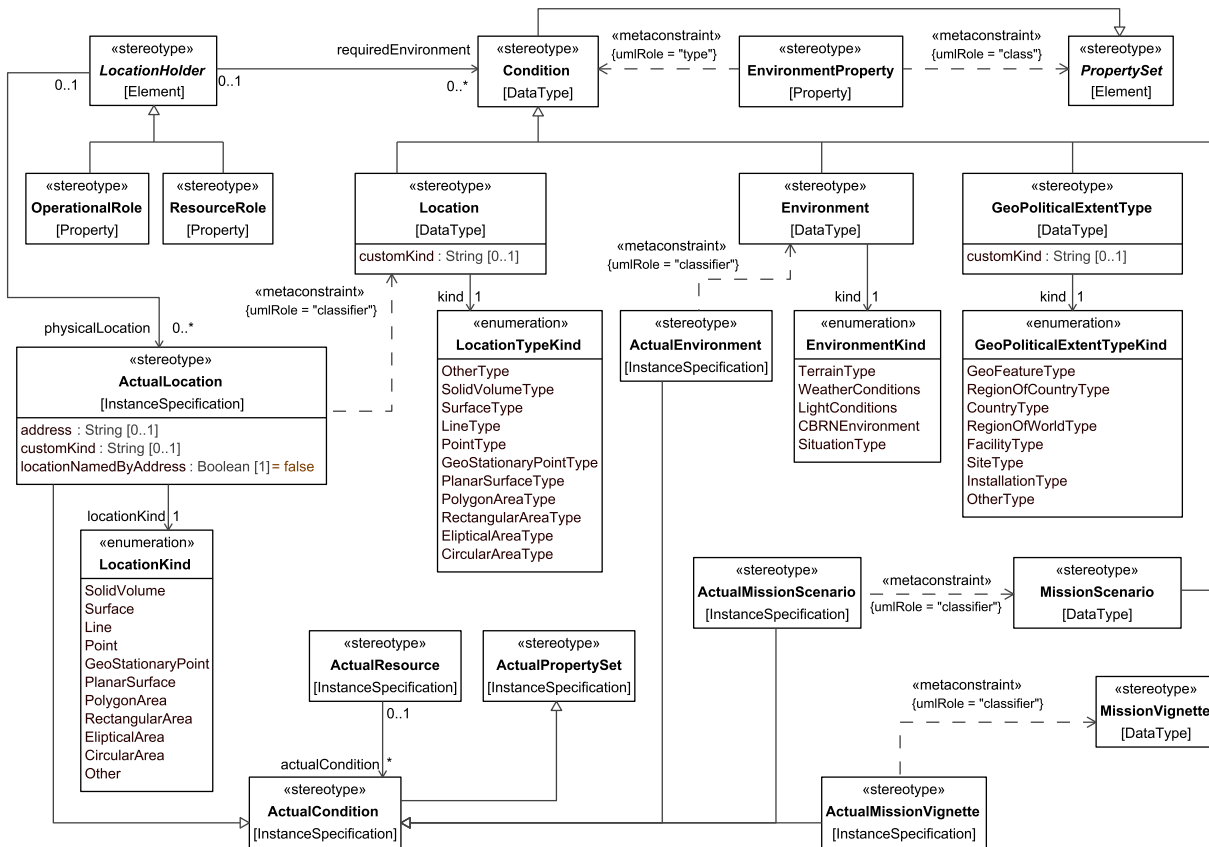 «stereotype»
LocationHolder
[Element]
0..1
0..1
requiredEnvironment
0..*
«stereotype»
Condition
[DataType]
«metaconstraint»
{umlRole = "type"}
«stereotype»
EnvironmentProperty
[Property]
«metaconstraint»
{umlRole = "class"}
«stereotype»
PropertySet
[Element]
«stereotype»
OperationalRole
[Property]
«stereotype»
ResourceRole
[Property]
«stereotype»
Location
[DataType]
customKind : String [0..1]
«stereotype»
Environment
[DataType]
«stereotype»
GeoPoliticalExtentType
[DataType]
customKind : String [0..1]
«metaconstraint»
{umlRole = "classifier"}
«metaconstraint»
{umlRole = "classifier"}
kind 1
kind 1
kind 1
physicalLocation
0..*
«stereotype»
ActualLocation
[InstanceSpecification]
address : String [0..1]
customKind : String [0..1]
locationNamedByAddress : Boolean [1] = false
«enumeration»
LocationTypeKind
OtherType
SolidVolumeType
SurfaceType
LineType
PointType
GeoStationaryPointType
PlanarSurfaceType
PolygonAreaType
RectangularAreaType
ElipticalAreaType
CircularAreaType
«stereotype»
ActualEnvironment
[InstanceSpecification]
«enumeration»
EnvironmentKind
TerrainType
WeatherConditions
LightConditions
CBRNEnvironment
SituationType
«enumeration»
GeoPoliticalExtentTypeKind
GeoFeatureType
RegionOfCountryType
CountryType
RegionOfWorldType
FacilityType
SiteType
InstallationType
OtherType
locationKind 1
«enumeration»
LocationKind
SolidVolume
Surface
Line
Point
GeoStationaryPoint
PlanarSurface
PolygonArea
RectangularArea
ElipticalArea
CircularArea
Other
«stereotype»
ActualMissionScenario
[InstanceSpecification]
«metaconstraint»
{umlRole = "classifier"}
«stereotype»
MissionScenario
[DataType]
«stereotype»
ActualResource
[InstanceSpecification]
«stereotype»
ActualPropertySet
[InstanceSpecification]
0..1
actualCondition
*
«metaconstraint»
{umlRole = "classifier"}
«stereotype»
MissionVignette
[DataType]
«stereotype»
ActualCondition
[InstanceSpecification]
«stereotype»
ActualMissionVignette
[InstanceSpecification]